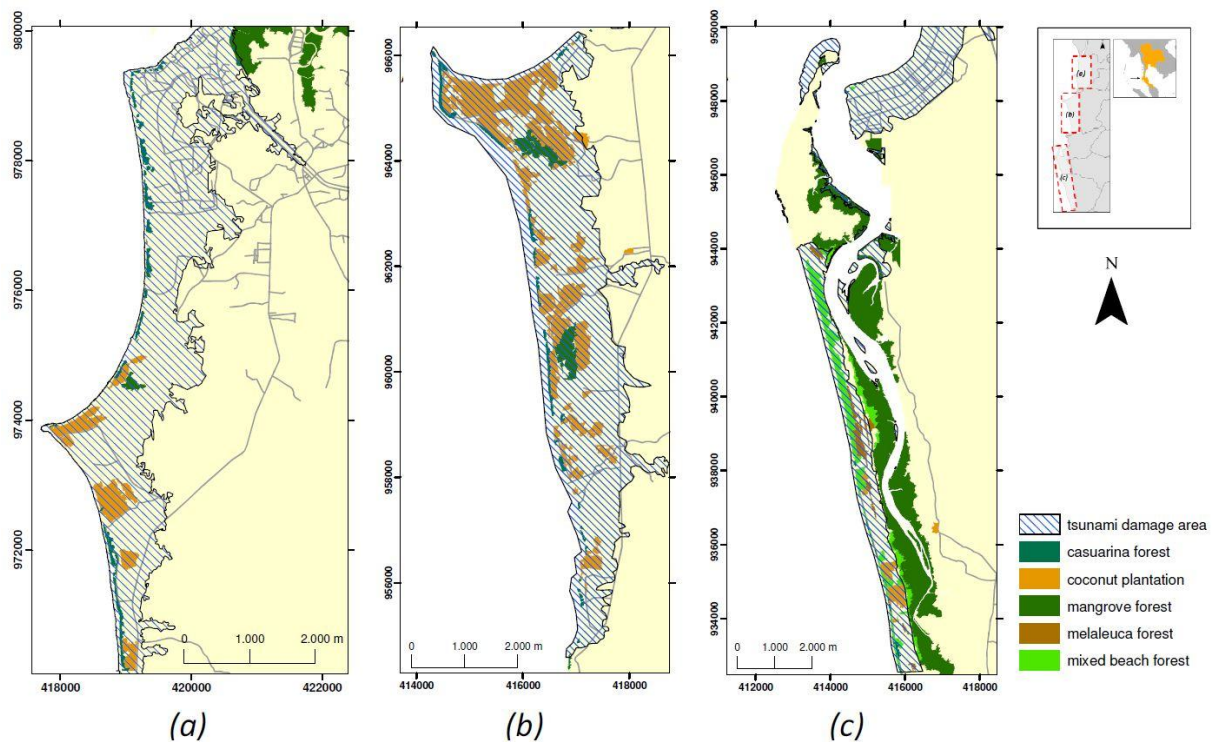 980000
978000
976000
974000
972000
0 1.000 2.000 m
418000 420000 422000
(a)
966000
964000
962000
960000
958000
956000
0 1.000 2.000 m
414000 416000 418000
(b)
950000
948000
946000
944000
942000
940000
938000
936000
934000
0 1.000 2.000 m
412000 414000 416000 418000
(c)
(a)
(b)
(c)
N
tsunami damage area
casuarina forest
coconut plantation
mangrove forest
melaleuca forest
mixed beach forest